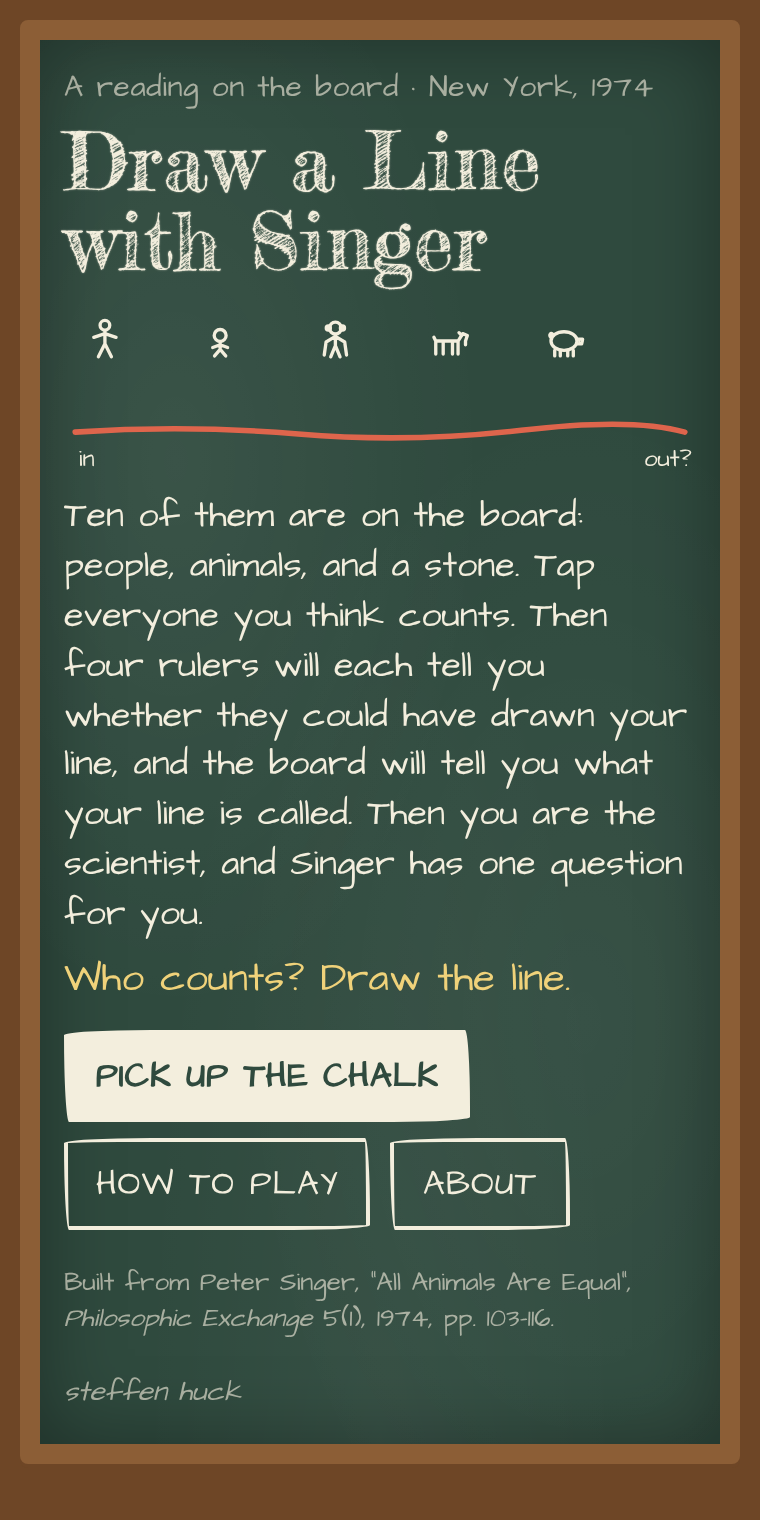 A reading on the board · New York, 1974
Draw a Line
with Singer
in
out?
Ten of them are on the board:
people, animals, and a stone. Tap
everyone you think counts. Then
four rulers will each tell you
whether they could have drawn your
line, and the board will tell you what
your line is called. Then you are the
scientist, and Singer has one question
for you.
Who counts? Draw the line.
PICK UP THE CHALK
HOW TO PLAY
ABOUT
Built from Peter Singer, "All Animals Are Equal",
Philosophic Exchange 5(1), 1974, pp. 103-116.
steffen huck